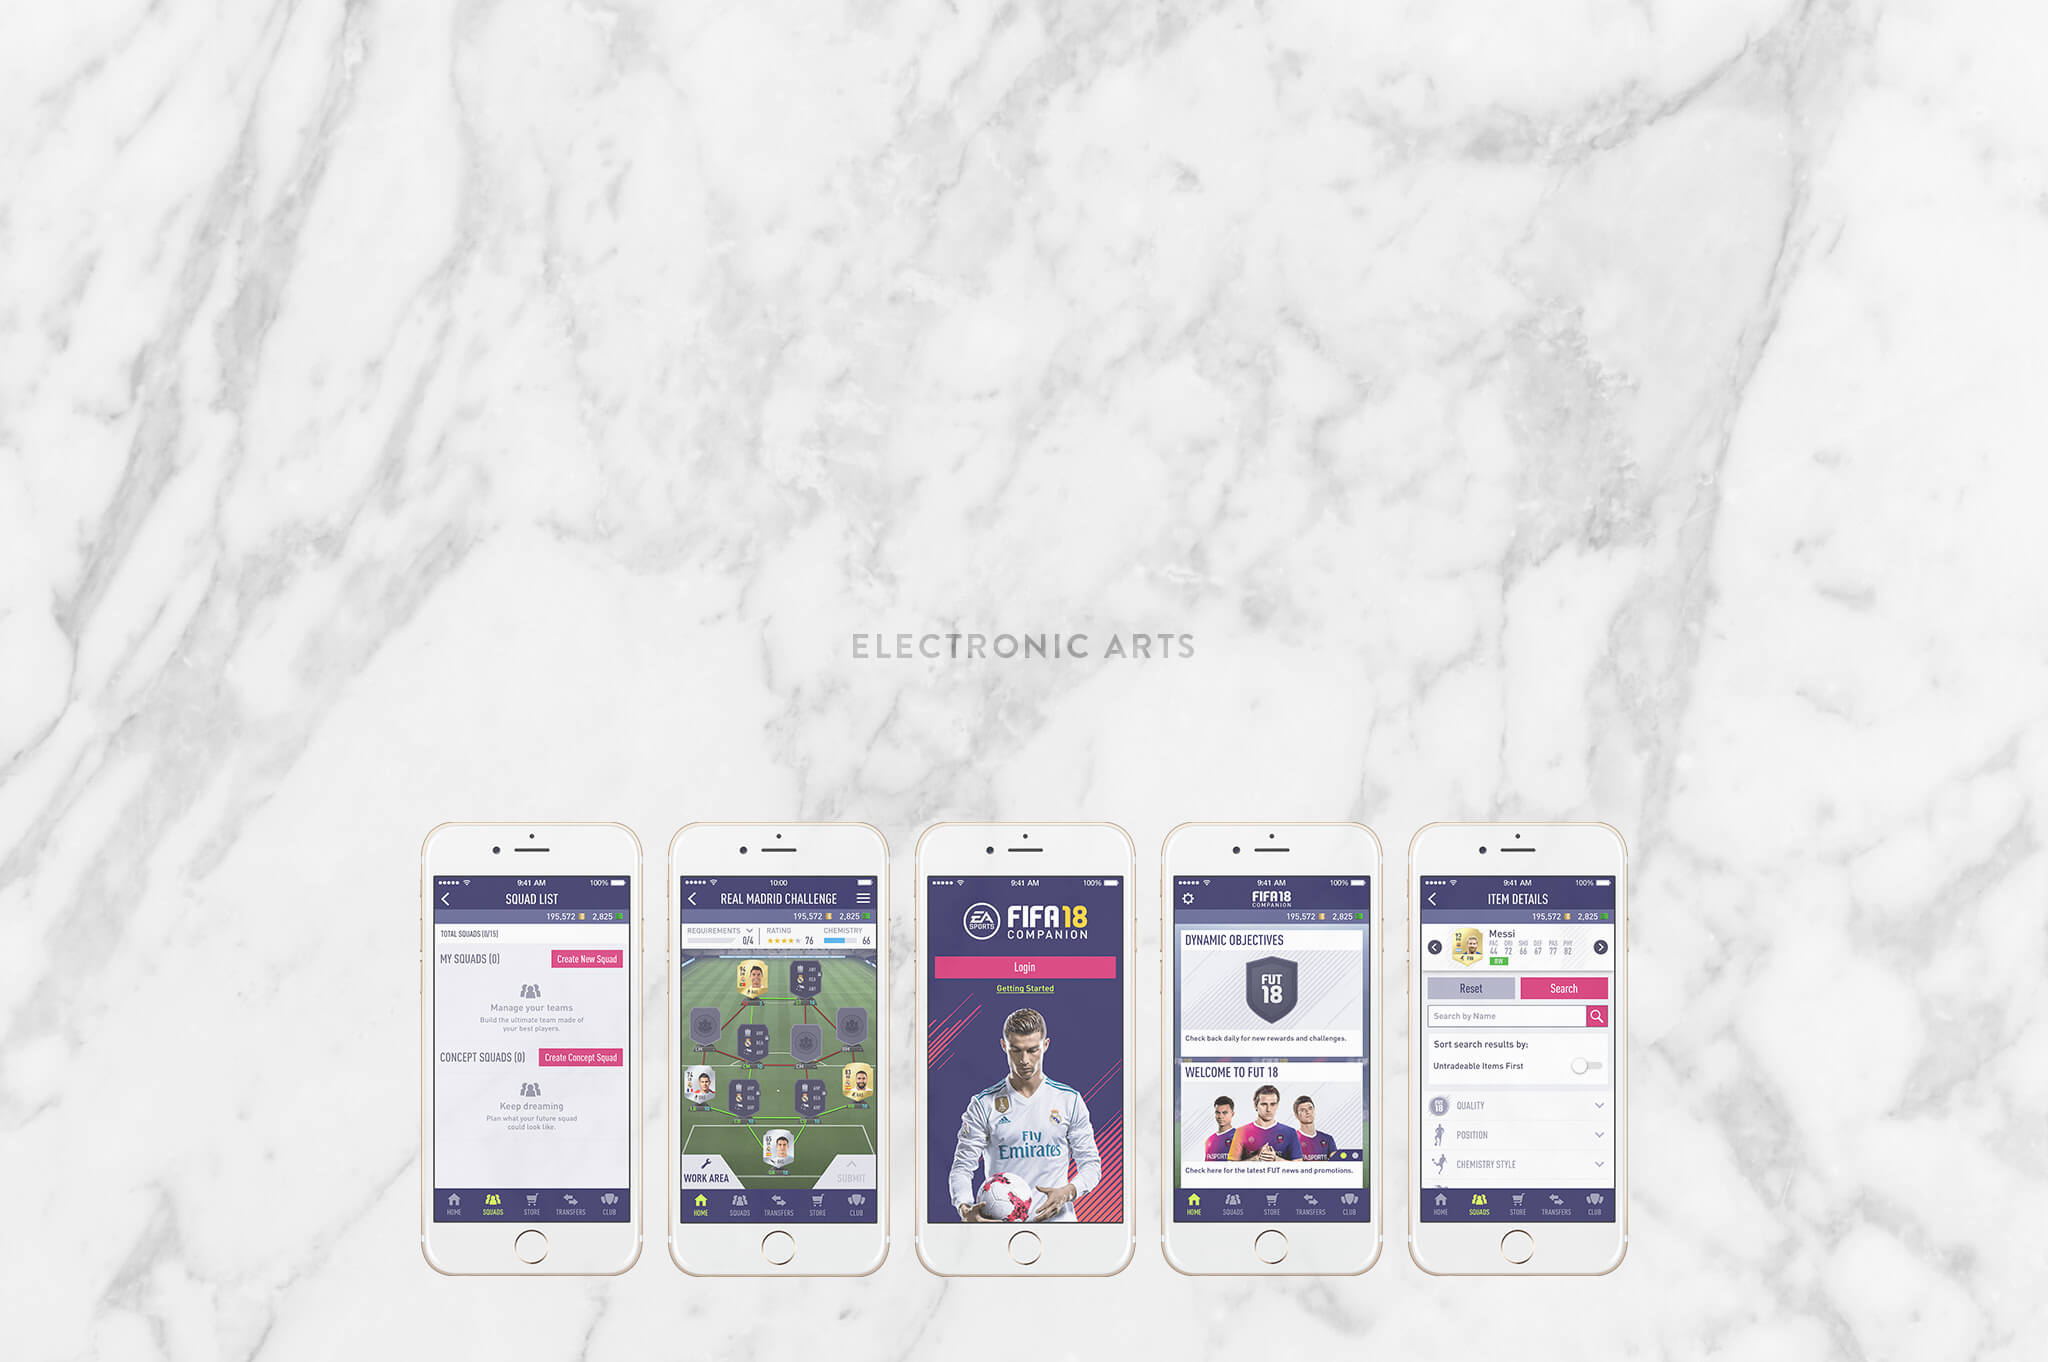 ELECTRONIC ARTS
9:41 AM 100%
SQUAD LIST
195,572 2,825
TOTAL SQUADS (0/15)
MY SQUADS (0) Create New Squad
Manage your teams
Build the ultimate team made of
your best players.
CONCEPT SQUADS (0) Create Concept Squad
Keep dreaming
Plan what your future squad
could look like.
HOME SQUADS STORE TRANSFERS CLUB
10:00
REAL MADRID CHALLENGE
195,572 2,825
REQUIREMENTS RATING CHEMISTRY
0/4 76 66
WORK AREA SUBMIT
HOME SQUADS TRANSFERS STORE CLUB
9:41 AM 100%
EA SPORTS
FIFA 18
COMPANION
Login
Getting Started
Fly
Emirates
9:41 AM 100%
FIFA 18
COMPANION
195,572 2,825
DYNAMIC OBJECTIVES
FUT
18
Check back daily for new rewards and challenges.
WELCOME TO FUT 18
Check here for the latest FUT news and promotions.
HOME SQUADS STORE TRANSFERS CLUB
9:41 AM 100%
ITEM DETAILS
195,572 2,825
Messi
PAC DRI SHG DEF PAS PHY
44 72 66 67 77 82
RW
Reset Search
Search by Name
Sort search results by:
Untradeable Items First
FUT 18 QUALITY
POSITION
CHEMISTRY STYLE
HOME SQUADS STORE TRANSFERS CLUB